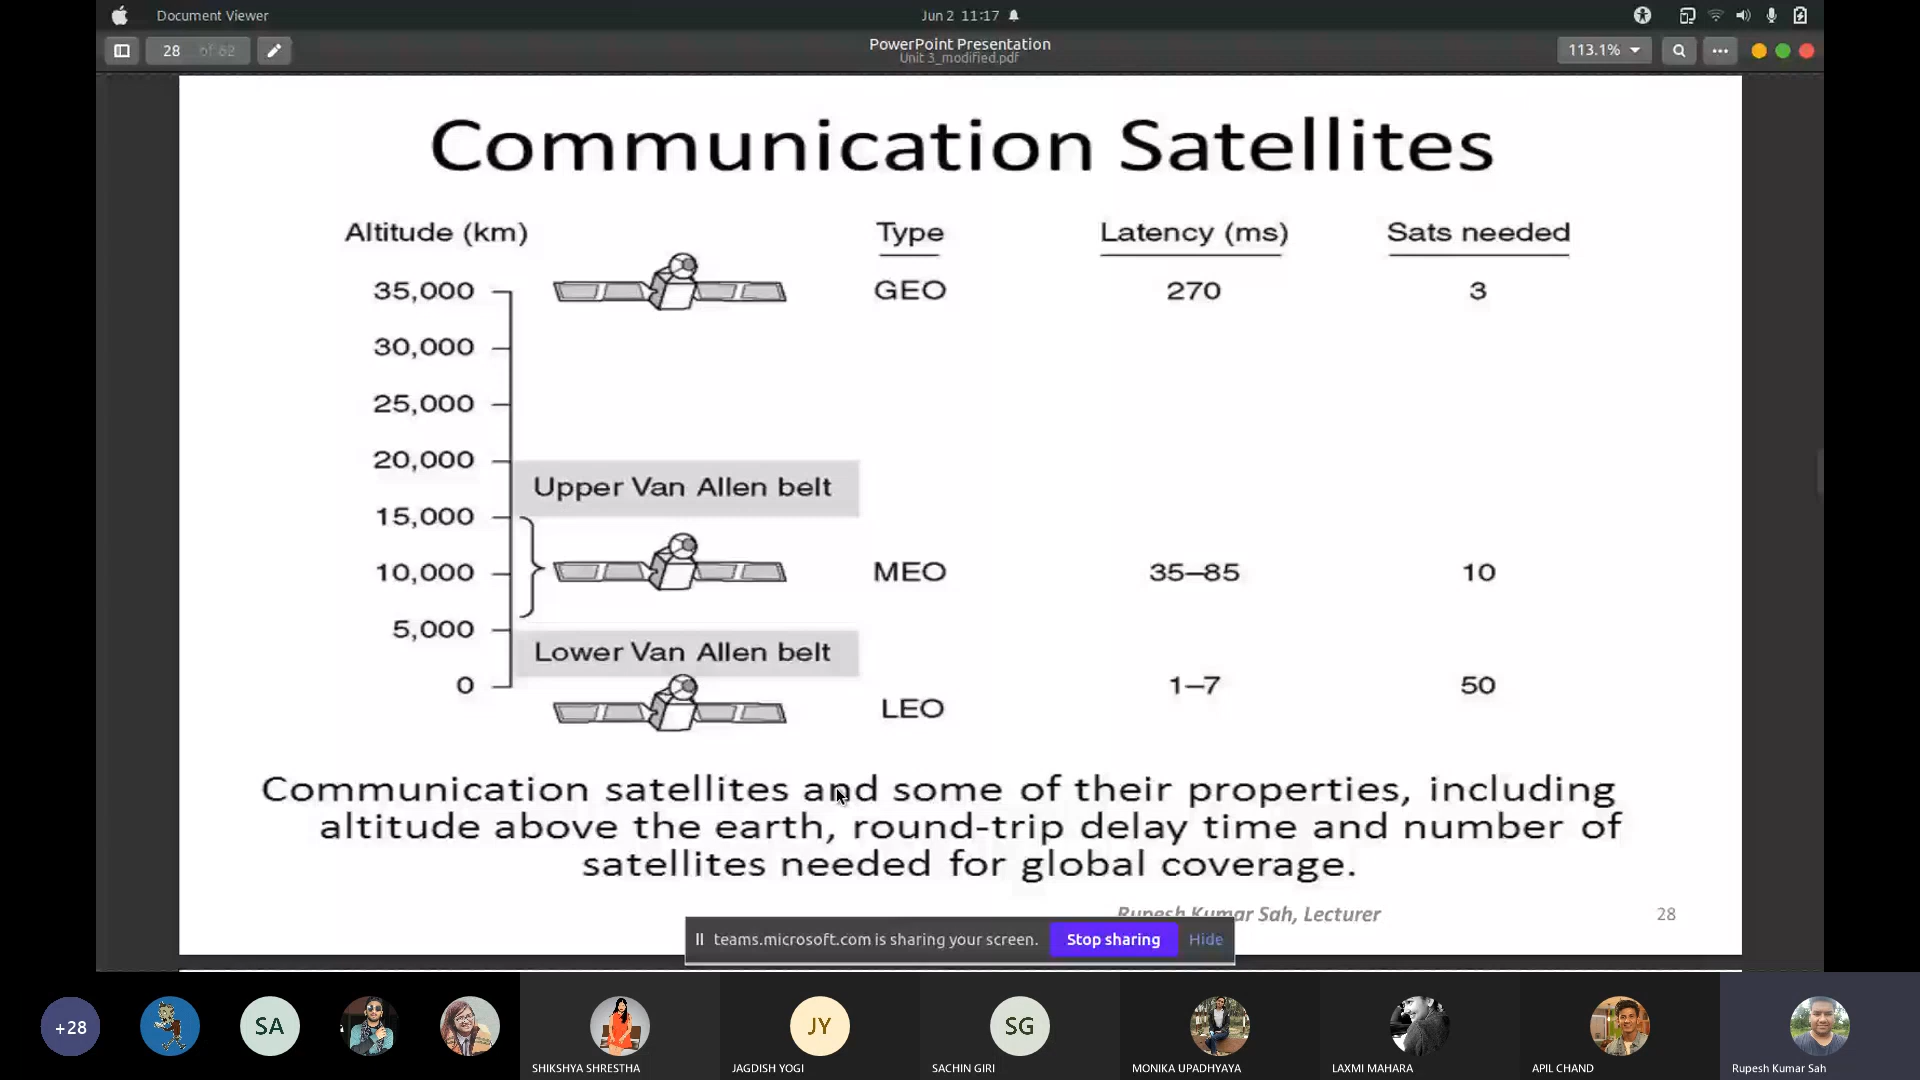 Document Viewer
Jun 2 11:17
28 of 62
PowerPoint Presentation
Unit 3_modified.pdf
113.1%
Communication Satellites
Altitude (km) Type Latency (ms) Sats needed
35,000 GEO 270 3
30,000
25,000
20,000
Upper Van Allen belt
15,000
10,000 MEO 35–85 10
5,000
Lower Van Allen belt
0 LEO 1–7 50
Communication satellites and some of their properties, including
altitude above the earth, round-trip delay time and number of
satellites needed for global coverage.
Rupesh Kumar Sah, Lecturer 28
teams.microsoft.com is sharing your screen. Stop sharing Hide
+28 SA JY SG
SHIKSHYA SHRESTHA JAGDISH YOGI SACHIN GIRI MONIKA UPADHYAYA LAXMI MAHARA APIL CHAND Rupesh Kumar Sah